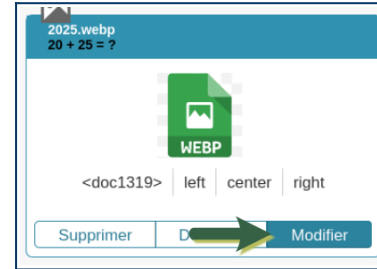 2025.webp
20 + 25 = ?
WEBP
<doc1319> left center right
Supprimer Modifier